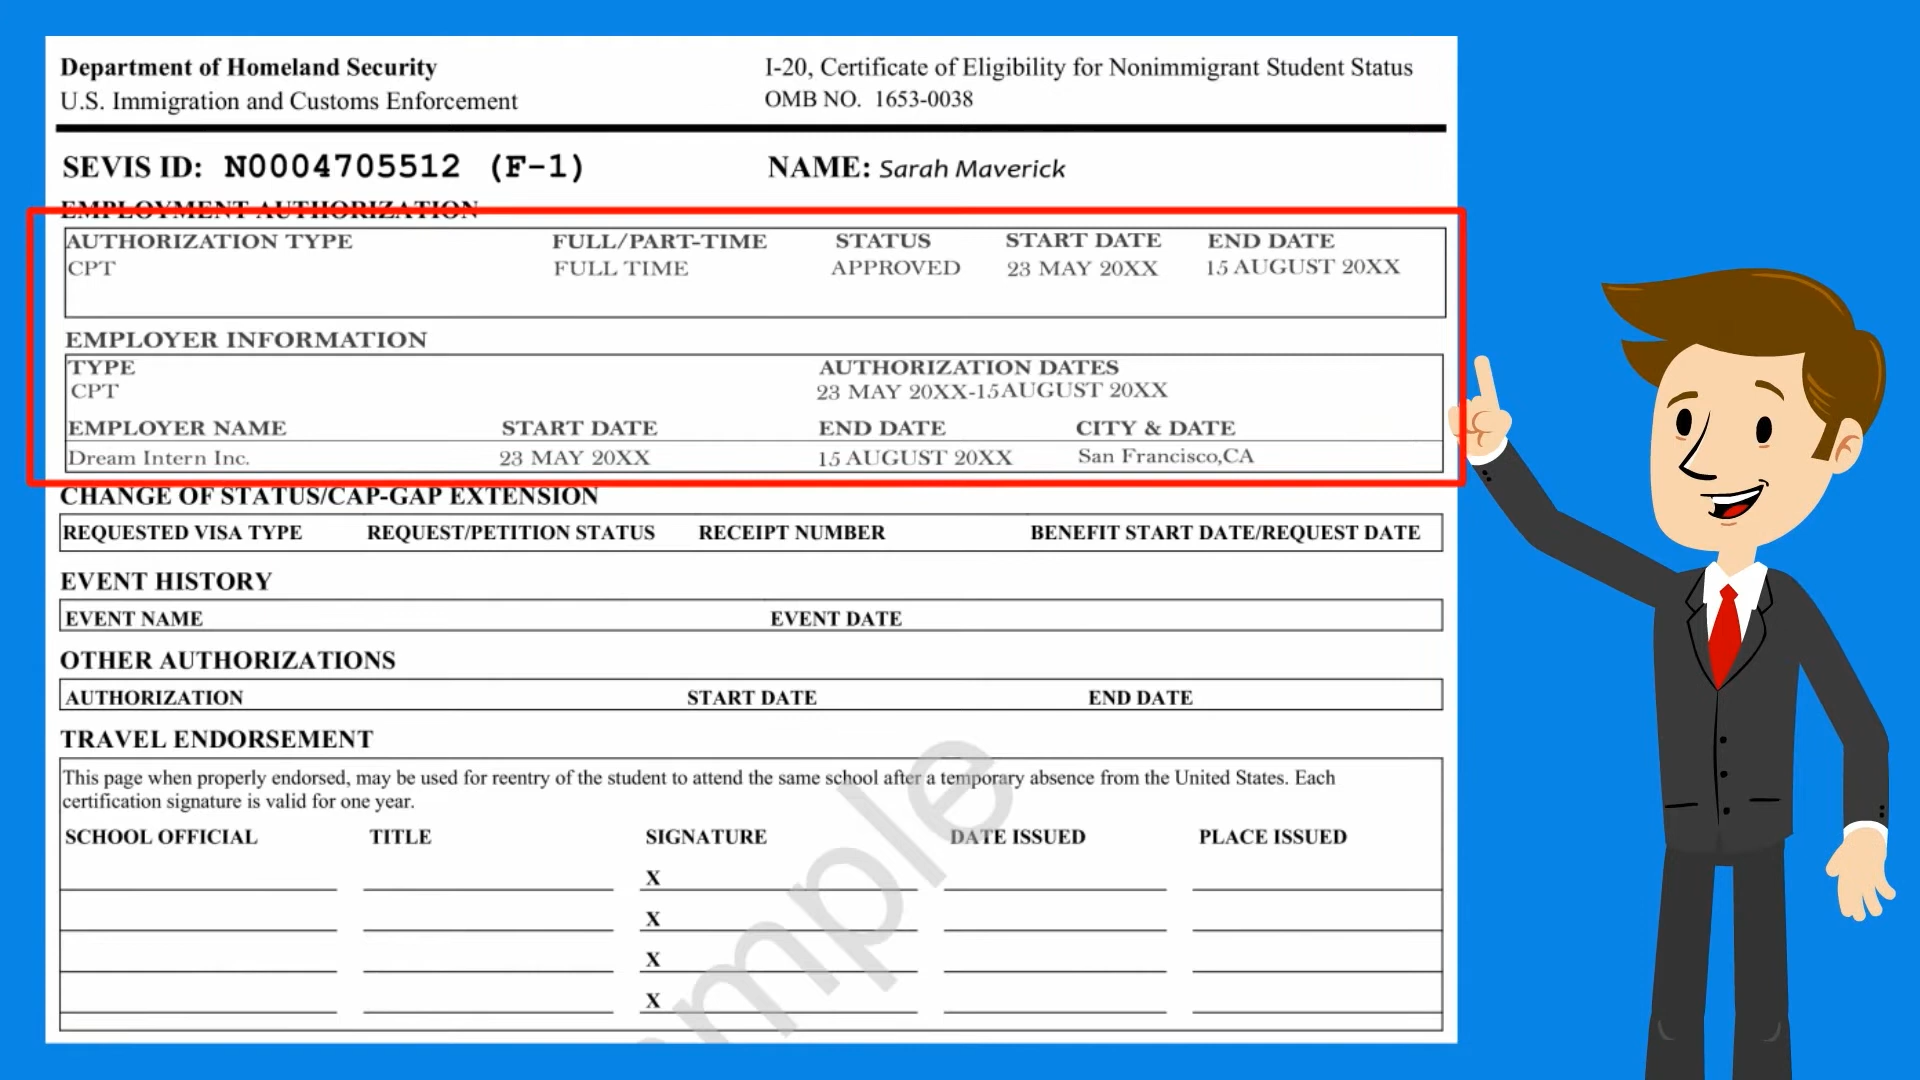 Department of Homeland Security
U.S. Immigration and Customs Enforcement
I-20, Certificate of Eligibility for Nonimmigrant Student Status
OMB NO. 1653-0038
SEVIS ID: N0004705512 (F-1) NAME: Sarah Maverick
EMPLOYMENT AUTHORIZATION
AUTHORIZATION TYPE FULL/PART-TIME STATUS START DATE END DATE
CPT FULL TIME APPROVED 23 MAY 20XX 15 AUGUST 20XX
EMPLOYER INFORMATION
TYPE AUTHORIZATION DATES
CPT 23 MAY 20XX-15AUGUST 20XX
EMPLOYER NAME START DATE END DATE CITY & DATE
Dream Intern Inc. 23 MAY 20XX 15 AUGUST 20XX San Francisco,CA
CHANGE OF STATUS/CAP-GAP EXTENSION
REQUESTED VISA TYPE REQUEST/PETITION STATUS RECEIPT NUMBER BENEFIT START DATE/REQUEST DATE
EVENT HISTORY
EVENT NAME EVENT DATE
OTHER AUTHORIZATIONS
AUTHORIZATION START DATE END DATE
TRAVEL ENDORSEMENT
This page when properly endorsed, may be used for reentry of the student to attend the same school after a temporary absence from the United States. Each
certification signature is valid for one year.
SCHOOL OFFICIAL TITLE SIGNATURE DATE ISSUED PLACE ISSUED
X
X
X
X
mple